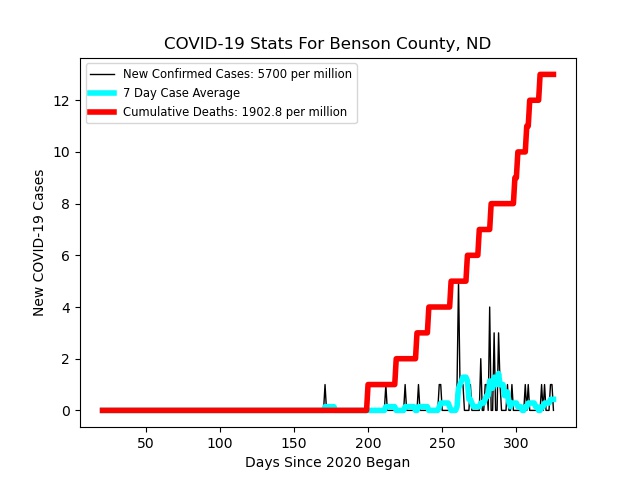 COVID-19 Stats For Benson County, ND
New Confirmed Cases: 5700 per million
7 Day Case Average
Cumulative Deaths: 1902.8 per million
12
10
8
6
4
2
0
New COVID-19 Cases
50 100 150 200 250 300
Days Since 2020 Began